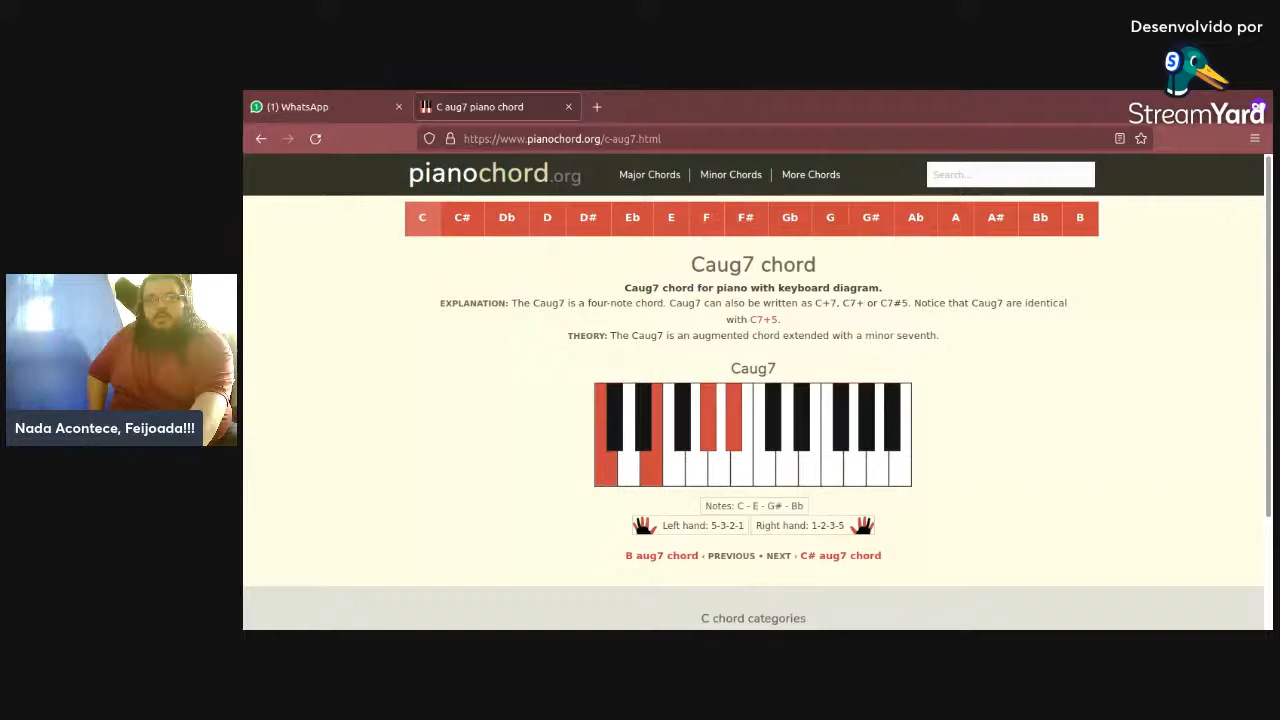 Desenvolvido por
StreamYard
(1) WhatsApp
C aug7 piano chord
https://www.pianochord.org/c-aug7.html
pianochord.org
Major Chords
Minor Chords
More Chords
Search...
C C# Db D D# Eb E F F# Gb G G# Ab A A# Bb B
Caug7 chord
Caug7 chord for piano with keyboard diagram.
EXPLANATION: The Caug7 is a four-note chord. Caug7 can also be written as C+7, C7+ or C7#5. Notice that Caug7 are identical
with C7+5.
THEORY: The Caug7 is an augmented chord extended with a minor seventh.
Caug7
Notes: C - E - G# - Bb
Left hand: 5-3-2-1 Right hand: 1-2-3-5
B aug7 chord ‹ PREVIOUS • NEXT › C# aug7 chord
C chord categories
Nada Acontece, Feijoada!!!